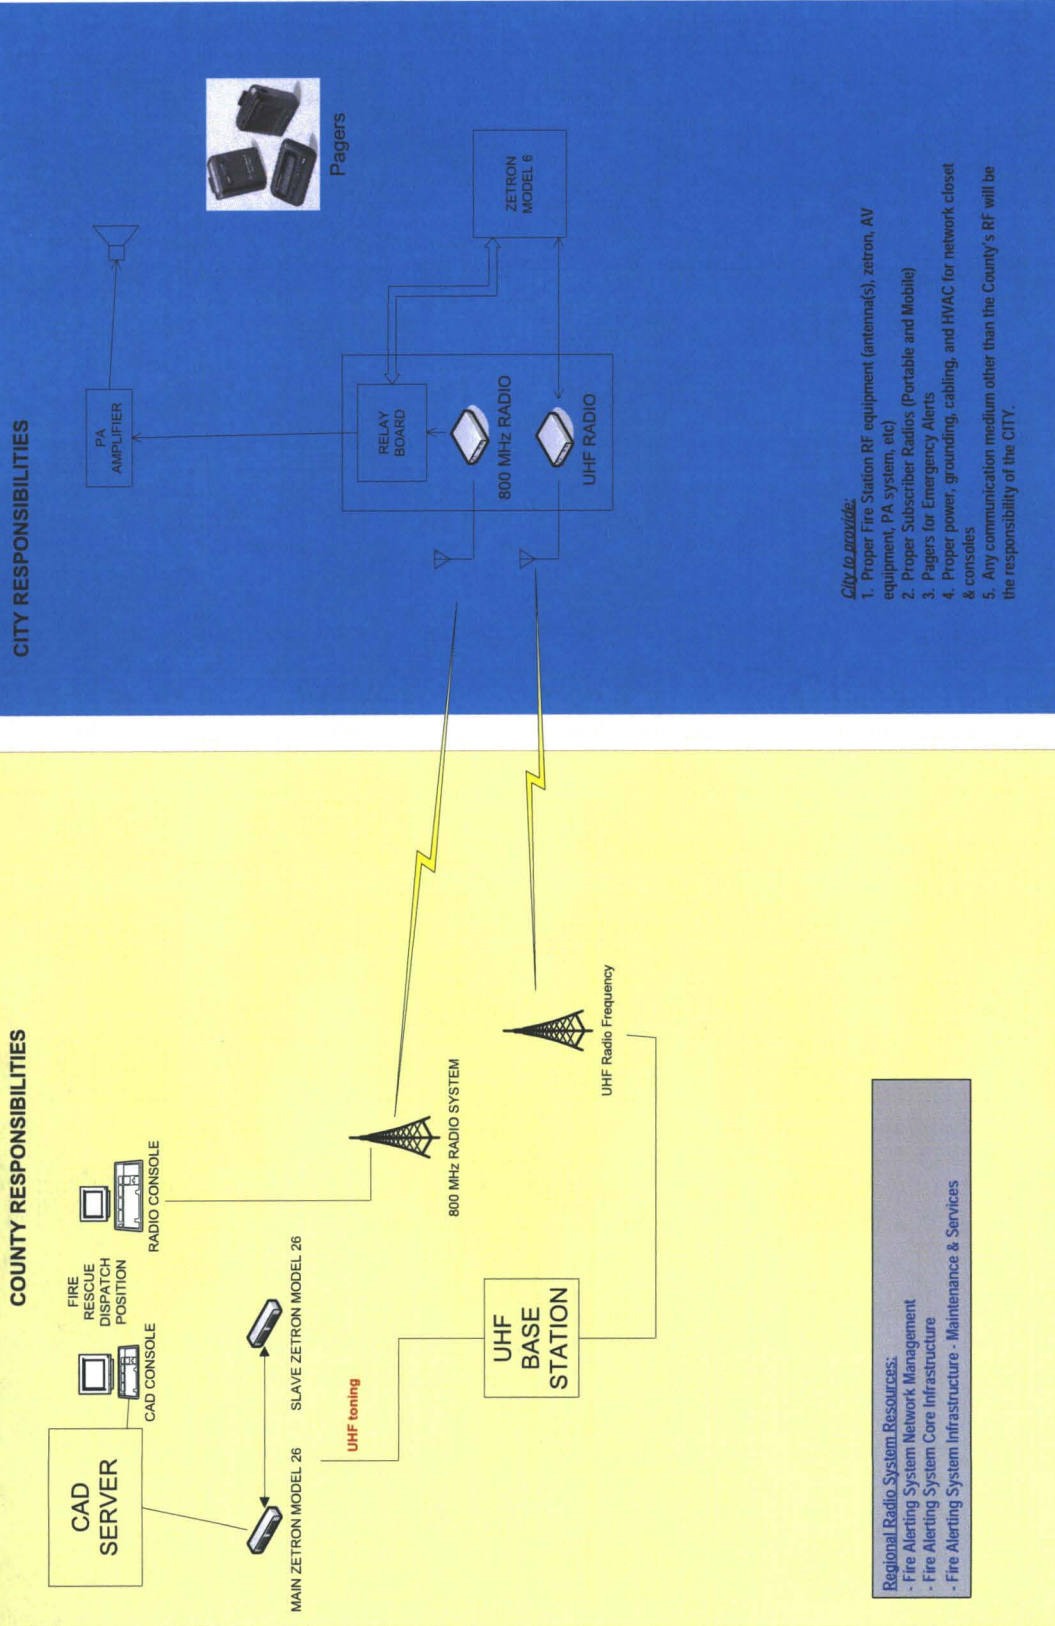 COUNTY RESPONSIBILITIES
CAD
SERVER
CAD CONSOLE
FIRE
RESCUE
DISPATCH
POSITION
RADIO CONSOLE
MAIN ZETRON MODEL 26
SLAVE ZETRON MODEL 26
UHF toning
800 MHz RADIO SYSTEM
UHF
BASE
STATION
UHF Radio Frequency
Regional Radio System Resources:
- Fire Alerting System Network Management
- Fire Alerting System Core Infrastructure
- Fire Alerting System Infrastructure - Maintenance & Services
CITY RESPONSIBILITIES
PA
AMPLIFIER
Pagers
RELAY
BOARD
800 MHz RADIO
UHF RADIO
ZETRON
MODEL 6
City to provide:
1. Proper Fire Station RF equipment (antenna(s), zetron, AV
equipment, PA system, etc)
2. Proper Subscriber Radios (Portable and Mobile)
3. Pagers for Emergency Alerts
4. Proper power, grounding, cabling, and HVAC for network closet
& consoles
5. Any communication medium other than the County's RF will be
the responsibility of the CITY.